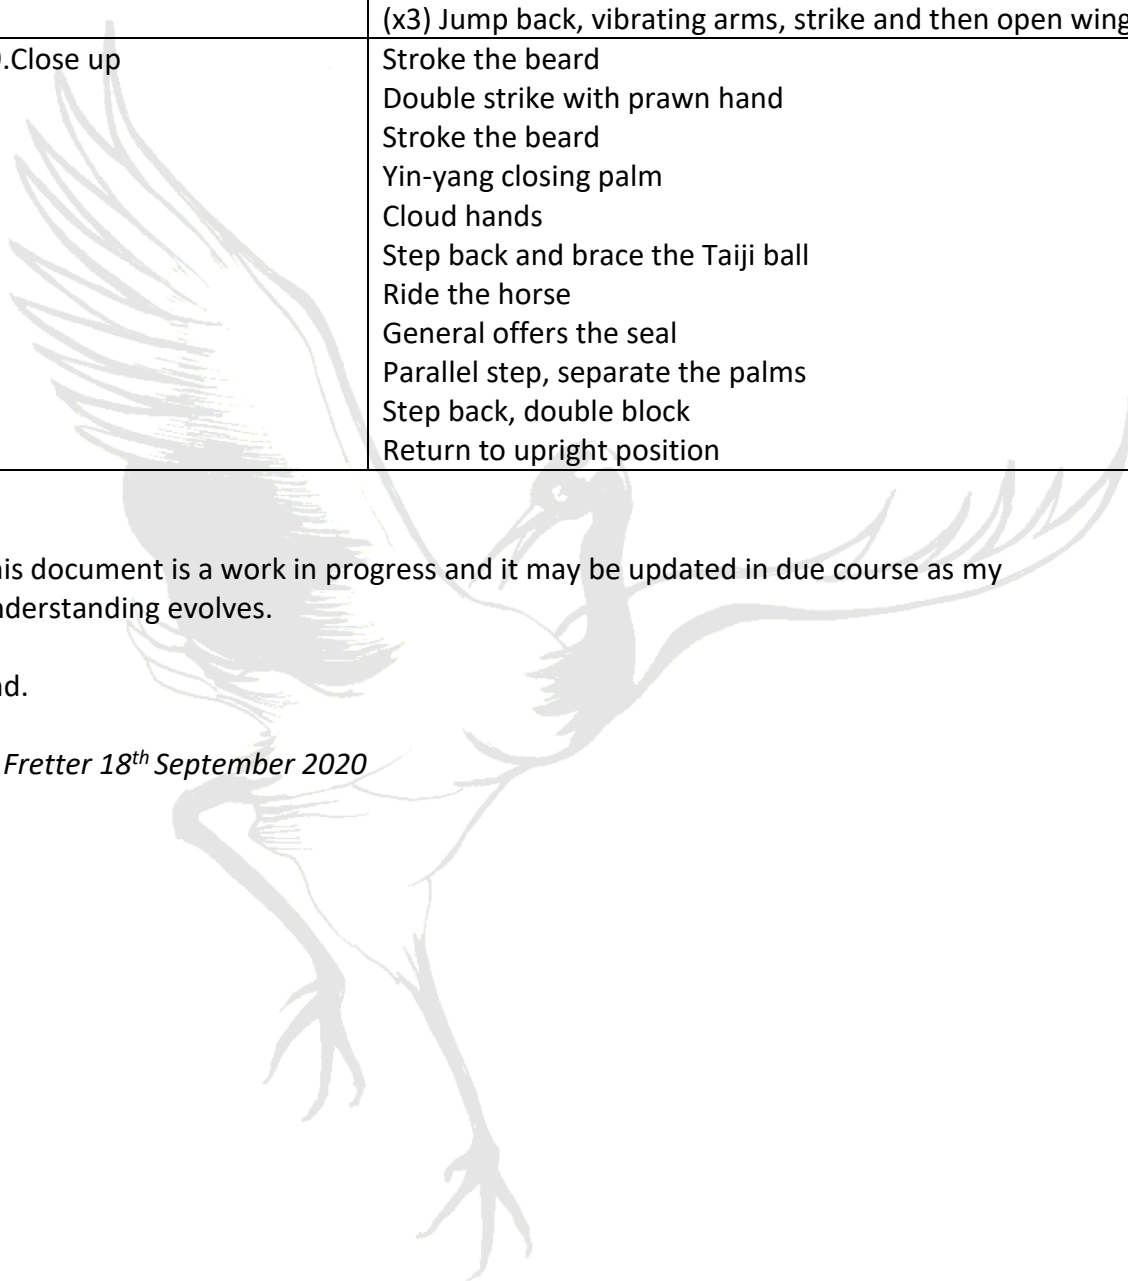 (x3) Jump back, vibrating arms, strike and then open wing
.Close up
Stroke the beard
Double strike with prawn hand
Stroke the beard
Yin-yang closing palm
Cloud hands
Step back and brace the Taiji ball
Ride the horse
General offers the seal
Parallel step, separate the palms
Step back, double block
Return to upright position
his document is a work in progress and it may be updated in due course as my
nderstanding evolves.
nd.
Fretter 18th September 2020